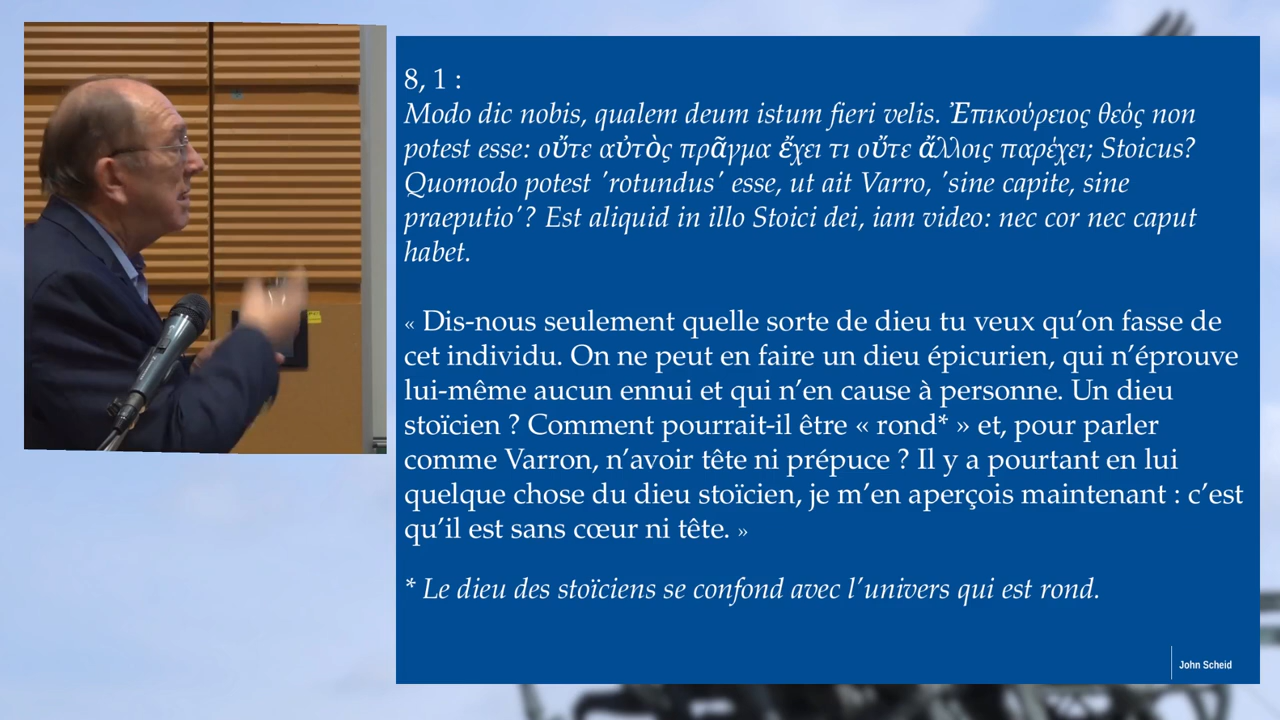 8, 1 :
Modo dic nobis, qualem deum istum fieri velis. Ἐπικούρειος θεός non
potest esse: οὔτε αὐτὸς πρᾶγμα ἔχει τι οὔτε ἄλλοις παρέχει; Stoicus?
Quomodo potest 'rotundus' esse, ut ait Varro, 'sine capite, sine
praeputio'? Est aliquid in illo Stoici dei, iam video: nec cor nec caput
habet.
« Dis-nous seulement quelle sorte de dieu tu veux qu’on fasse de
cet individu. On ne peut en faire un dieu épicurien, qui n’éprouve
lui-même aucun ennui et qui n’en cause à personne. Un dieu
stoïcien ? Comment pourrait-il être « rond* » et, pour parler
comme Varron, n’avoir tête ni prépuce ? Il y a pourtant en lui
quelque chose du dieu stoïcien, je m’en aperçois maintenant : c’est
qu’il est sans cœur ni tête. »
* Le dieu des stoïciens se confond avec l’univers qui est rond.
John Scheid